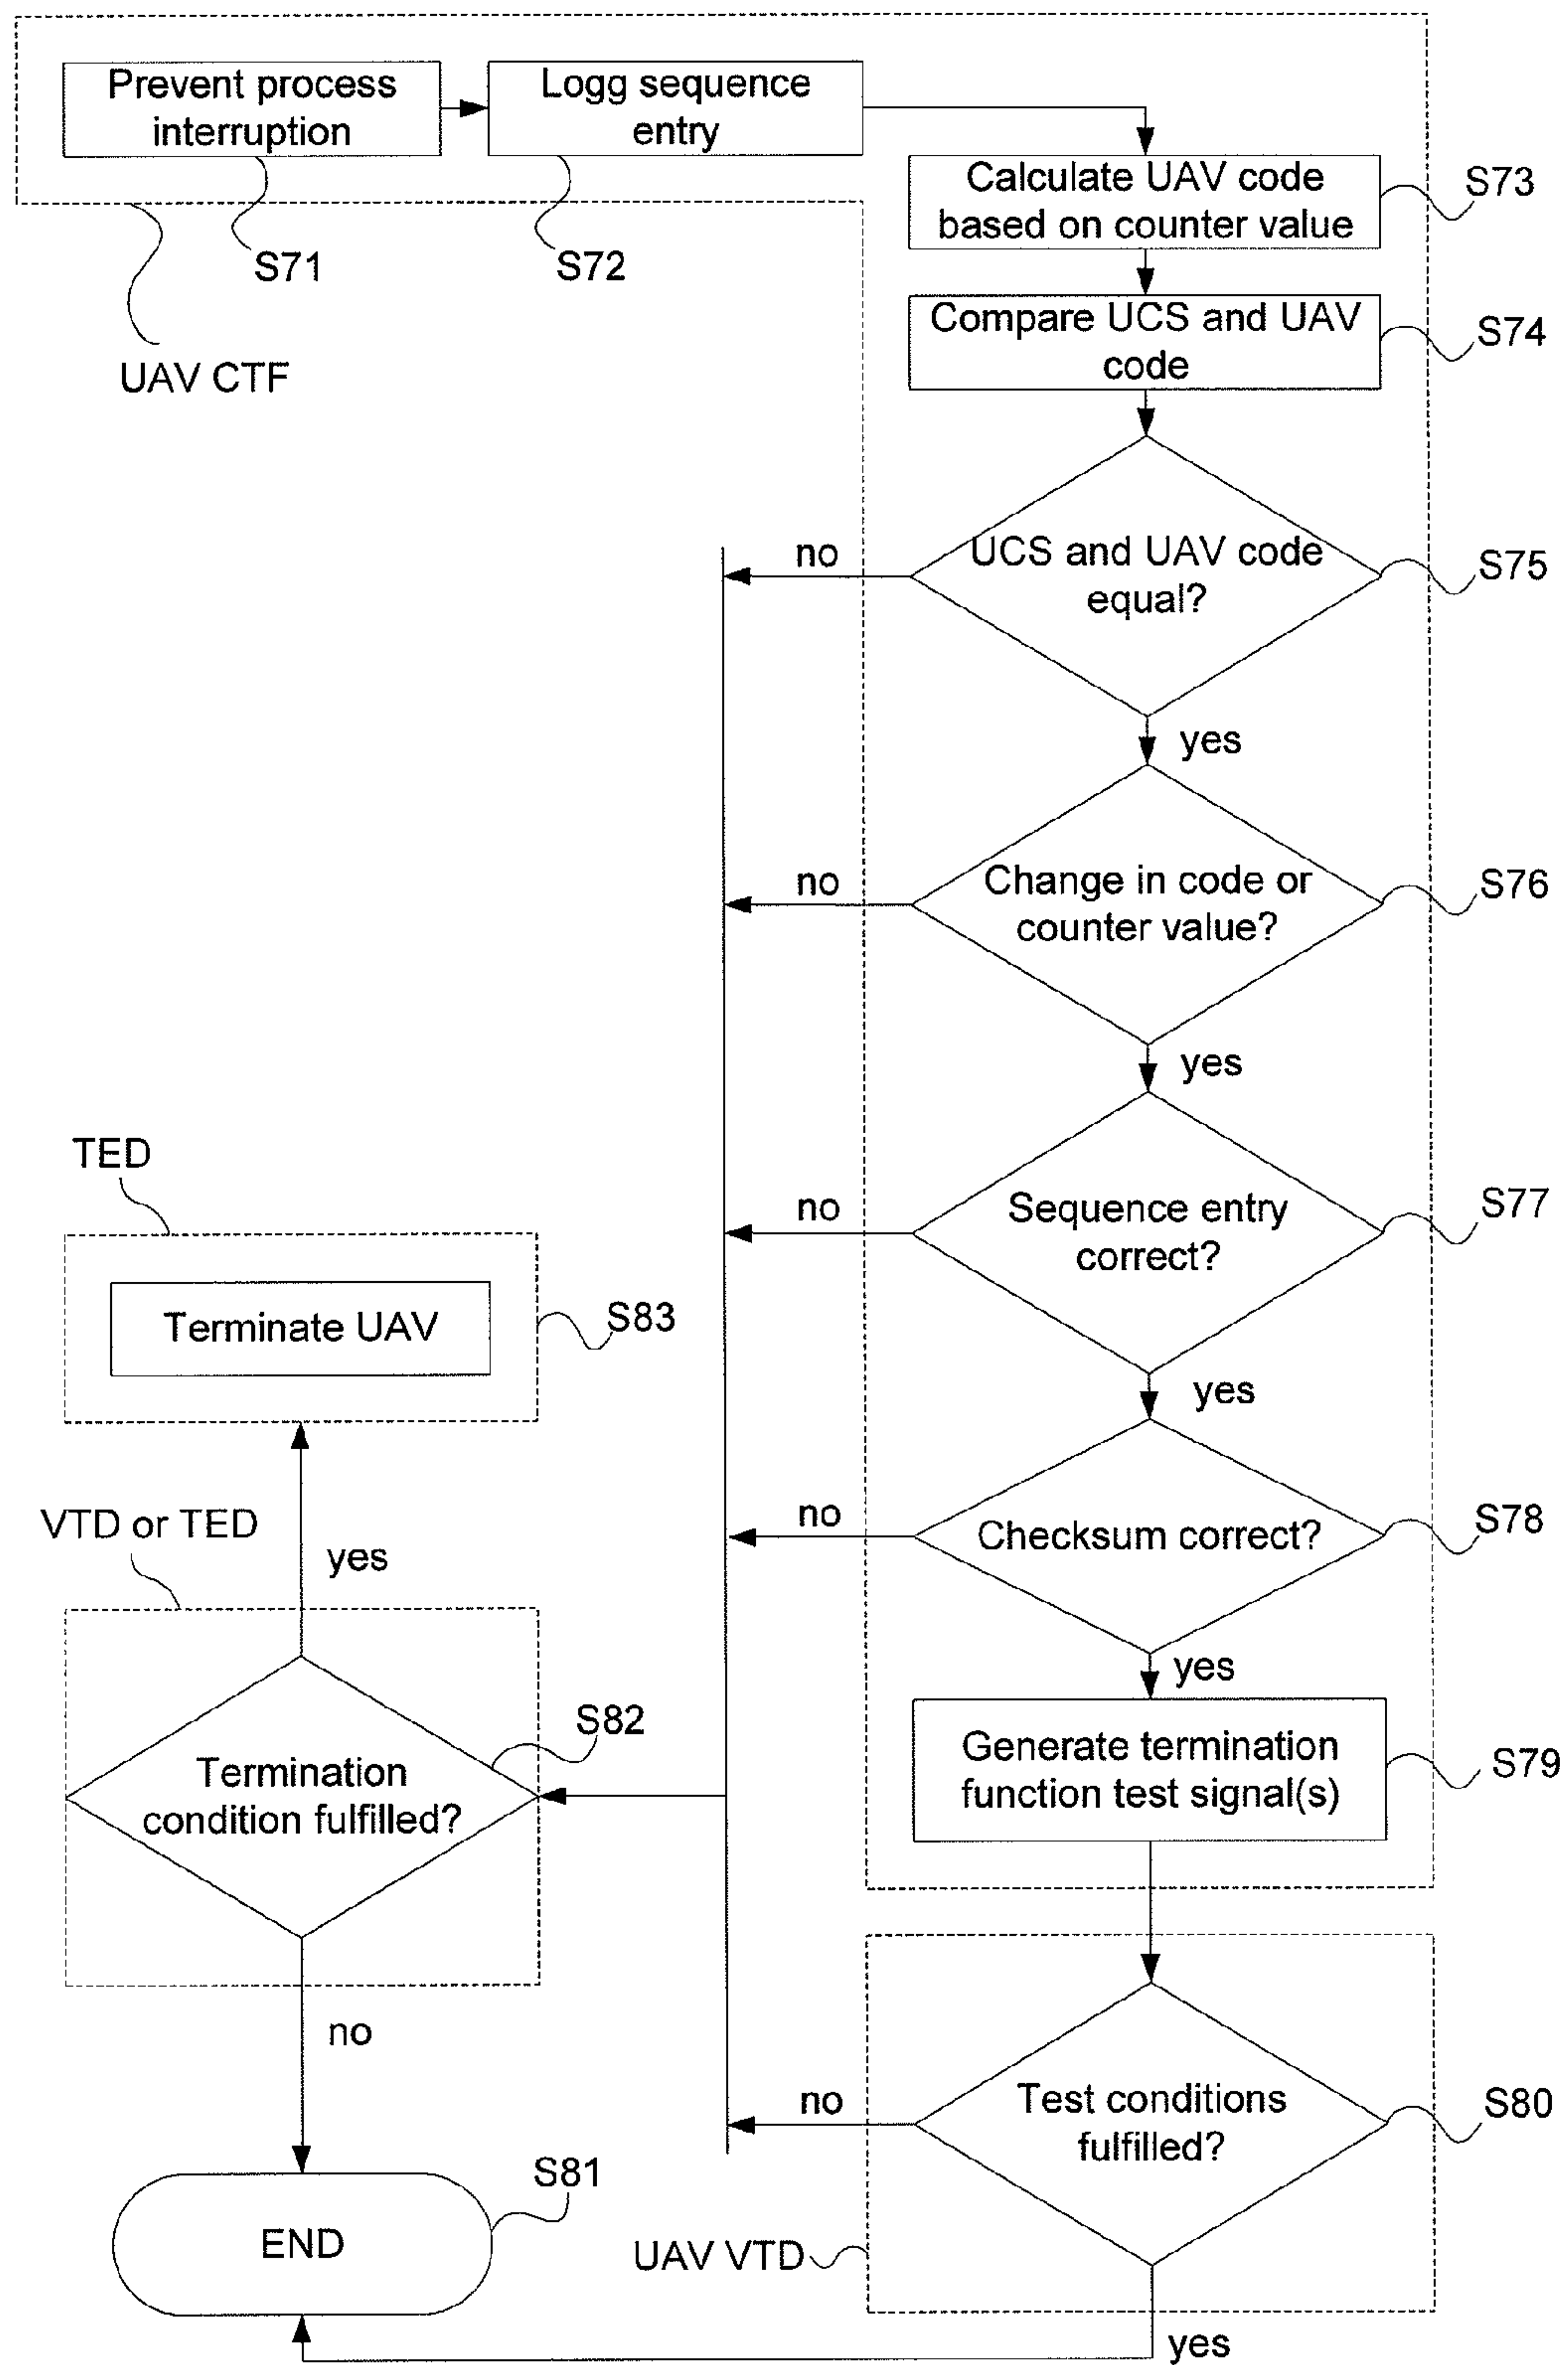 Prevent process
interruption
Logg sequence
entry
S71
S72
UAV CTF
Calculate UAV code
based on counter value
S73
Compare UCS and UAV
code
S74
UCS and UAV code
equal?
S75
no
yes
Change in code or
counter value?
S76
no
yes
Sequence entry
correct?
S77
no
yes
Checksum correct?
S78
no
yes
Generate termination
function test signal(s)
S79
Test conditions
fulfilled?
S80
no
yes
UAV VTD
TED
Terminate UAV
S83
VTD or TED
yes
Termination
condition fulfilled?
S82
no
END
S81